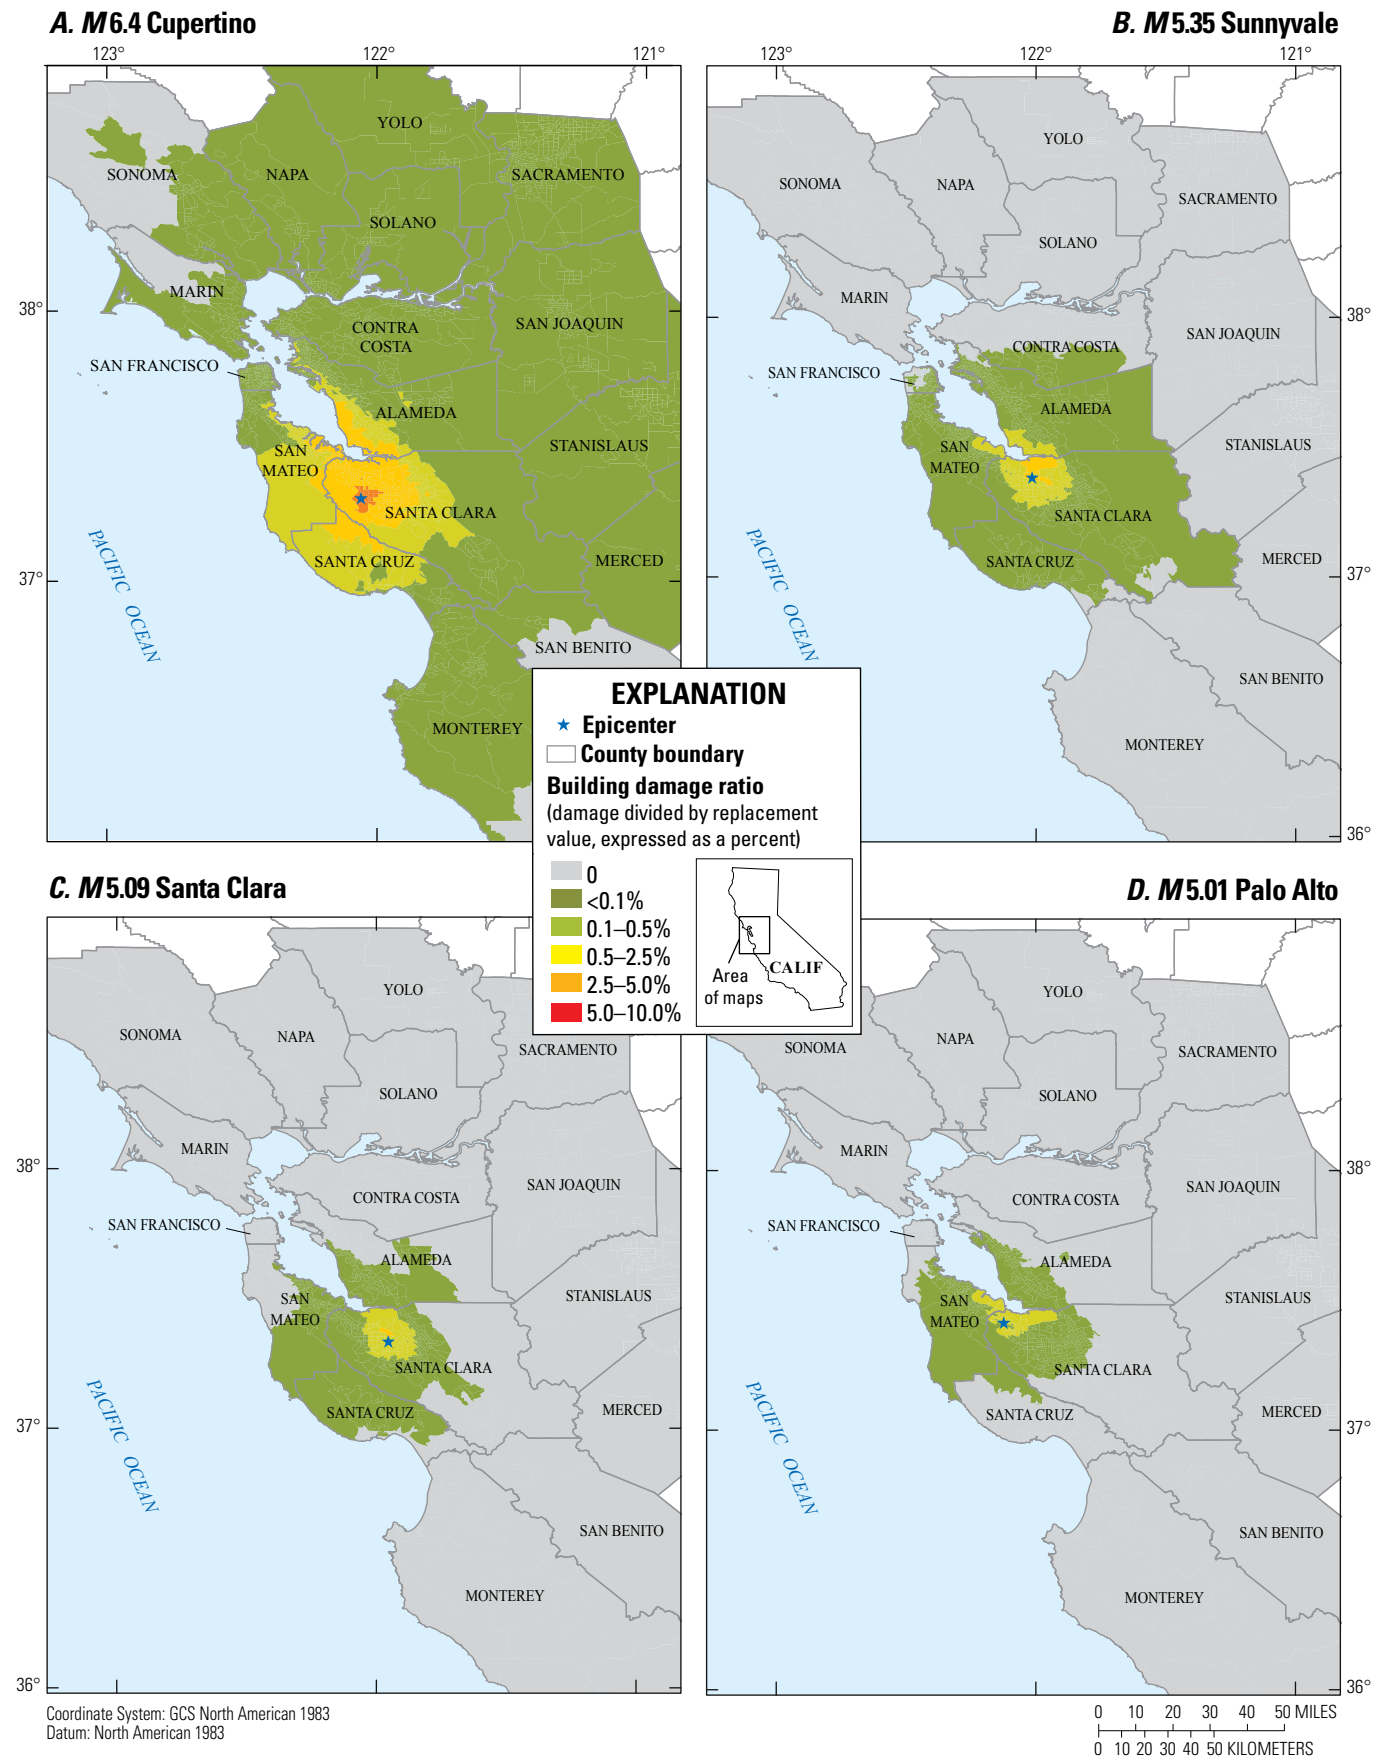 A. M 6.4 Cupertino
123°
122°
121°
YOLO
SONOMA
NAPA
SACRAMENTO
SOLANO
MARIN
38°
CONTRA
COSTA
SAN JOAQUIN
SAN FRANCISCO
ALAMEDA
STANISLAUS
SAN
MATEO
SANTA CLARA
PACIFIC OCEAN
SANTA CRUZ
MERCED
37°
SAN BENITO
MONTEREY
B. M 5.35 Sunnyvale
123°
122°
121°
YOLO
SONOMA
NAPA
SACRAMENTO
SOLANO
MARIN
38°
SAN JOAQUIN
CONTRA COSTA
SAN FRANCISCO
ALAMEDA
STANISLAUS
SAN
MATEO
SANTA CLARA
PACIFIC OCEAN
SANTA CRUZ
MERCED
37°
SAN BENITO
MONTEREY
36°
EXPLANATION
Epicenter
County boundary
Building damage ratio
(damage divided by replacement
value, expressed as a percent)
0
<0.1%
0.1–0.5%
0.5–2.5%
2.5–5.0%
5.0–10.0%
CALIF
Area
of maps
C. M 5.09 Santa Clara
YOLO
SONOMA
NAPA
SACRAMENTO
SOLANO
MARIN
38°
SAN JOAQUIN
CONTRA COSTA
SAN FRANCISCO
ALAMEDA
STANISLAUS
SAN
MATEO
SANTA CLARA
PACIFIC OCEAN
SANTA CRUZ
MERCED
37°
SAN BENITO
MONTEREY
36°
D. M 5.01 Palo Alto
YOLO
SONOMA
NAPA
SACRAMENTO
SOLANO
MARIN
38°
SAN JOAQUIN
CONTRA COSTA
SAN FRANCISCO
ALAMEDA
STANISLAUS
SAN
MATEO
SANTA CLARA
PACIFIC OCEAN
SANTA CRUZ
MERCED
37°
SAN BENITO
MONTEREY
36°
Coordinate System: GCS North American 1983
Datum: North American 1983
0 10 20 30 40 50 MILES
0 10 20 30 40 50 KILOMETERS